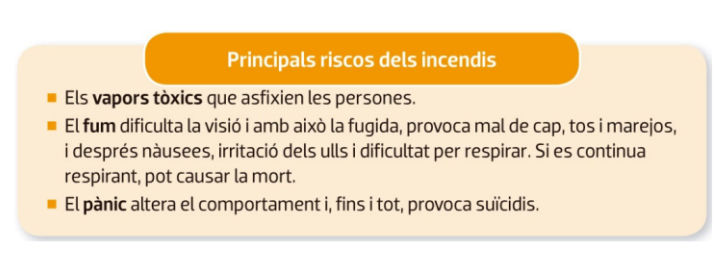 Principals riscos dels incendis
Els vapors tòxics que asfixien les persones.
El fum dificulta la visió i amb això la fugida, provoca mal de cap, tos i marejos,
i després nàusees, irritació dels ulls i dificultat per respirar. Si es continua
respirant, pot causar la mort.
El pànic altera el comportament i, fins i tot, provoca suïcidis.